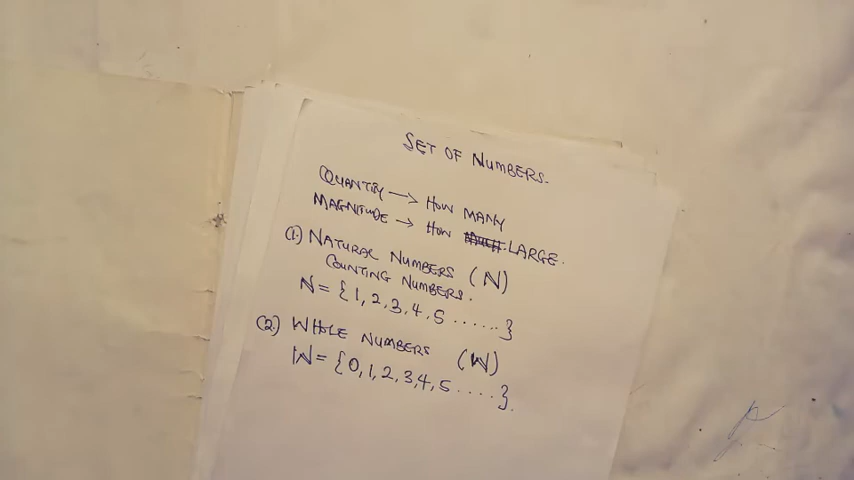 SET OF NUMBERS.
QUANTITY → HOW MANY
MAGNITUDE → HOW LARGE.
(1.) NATURAL NUMBERS (N)
COUNTING NUMBERS.
N = {1, 2, 3, 4, 5 ......}
(2.) WHOLE NUMBERS (W)
W = {0, 1, 2, 3, 4, 5 ....}.